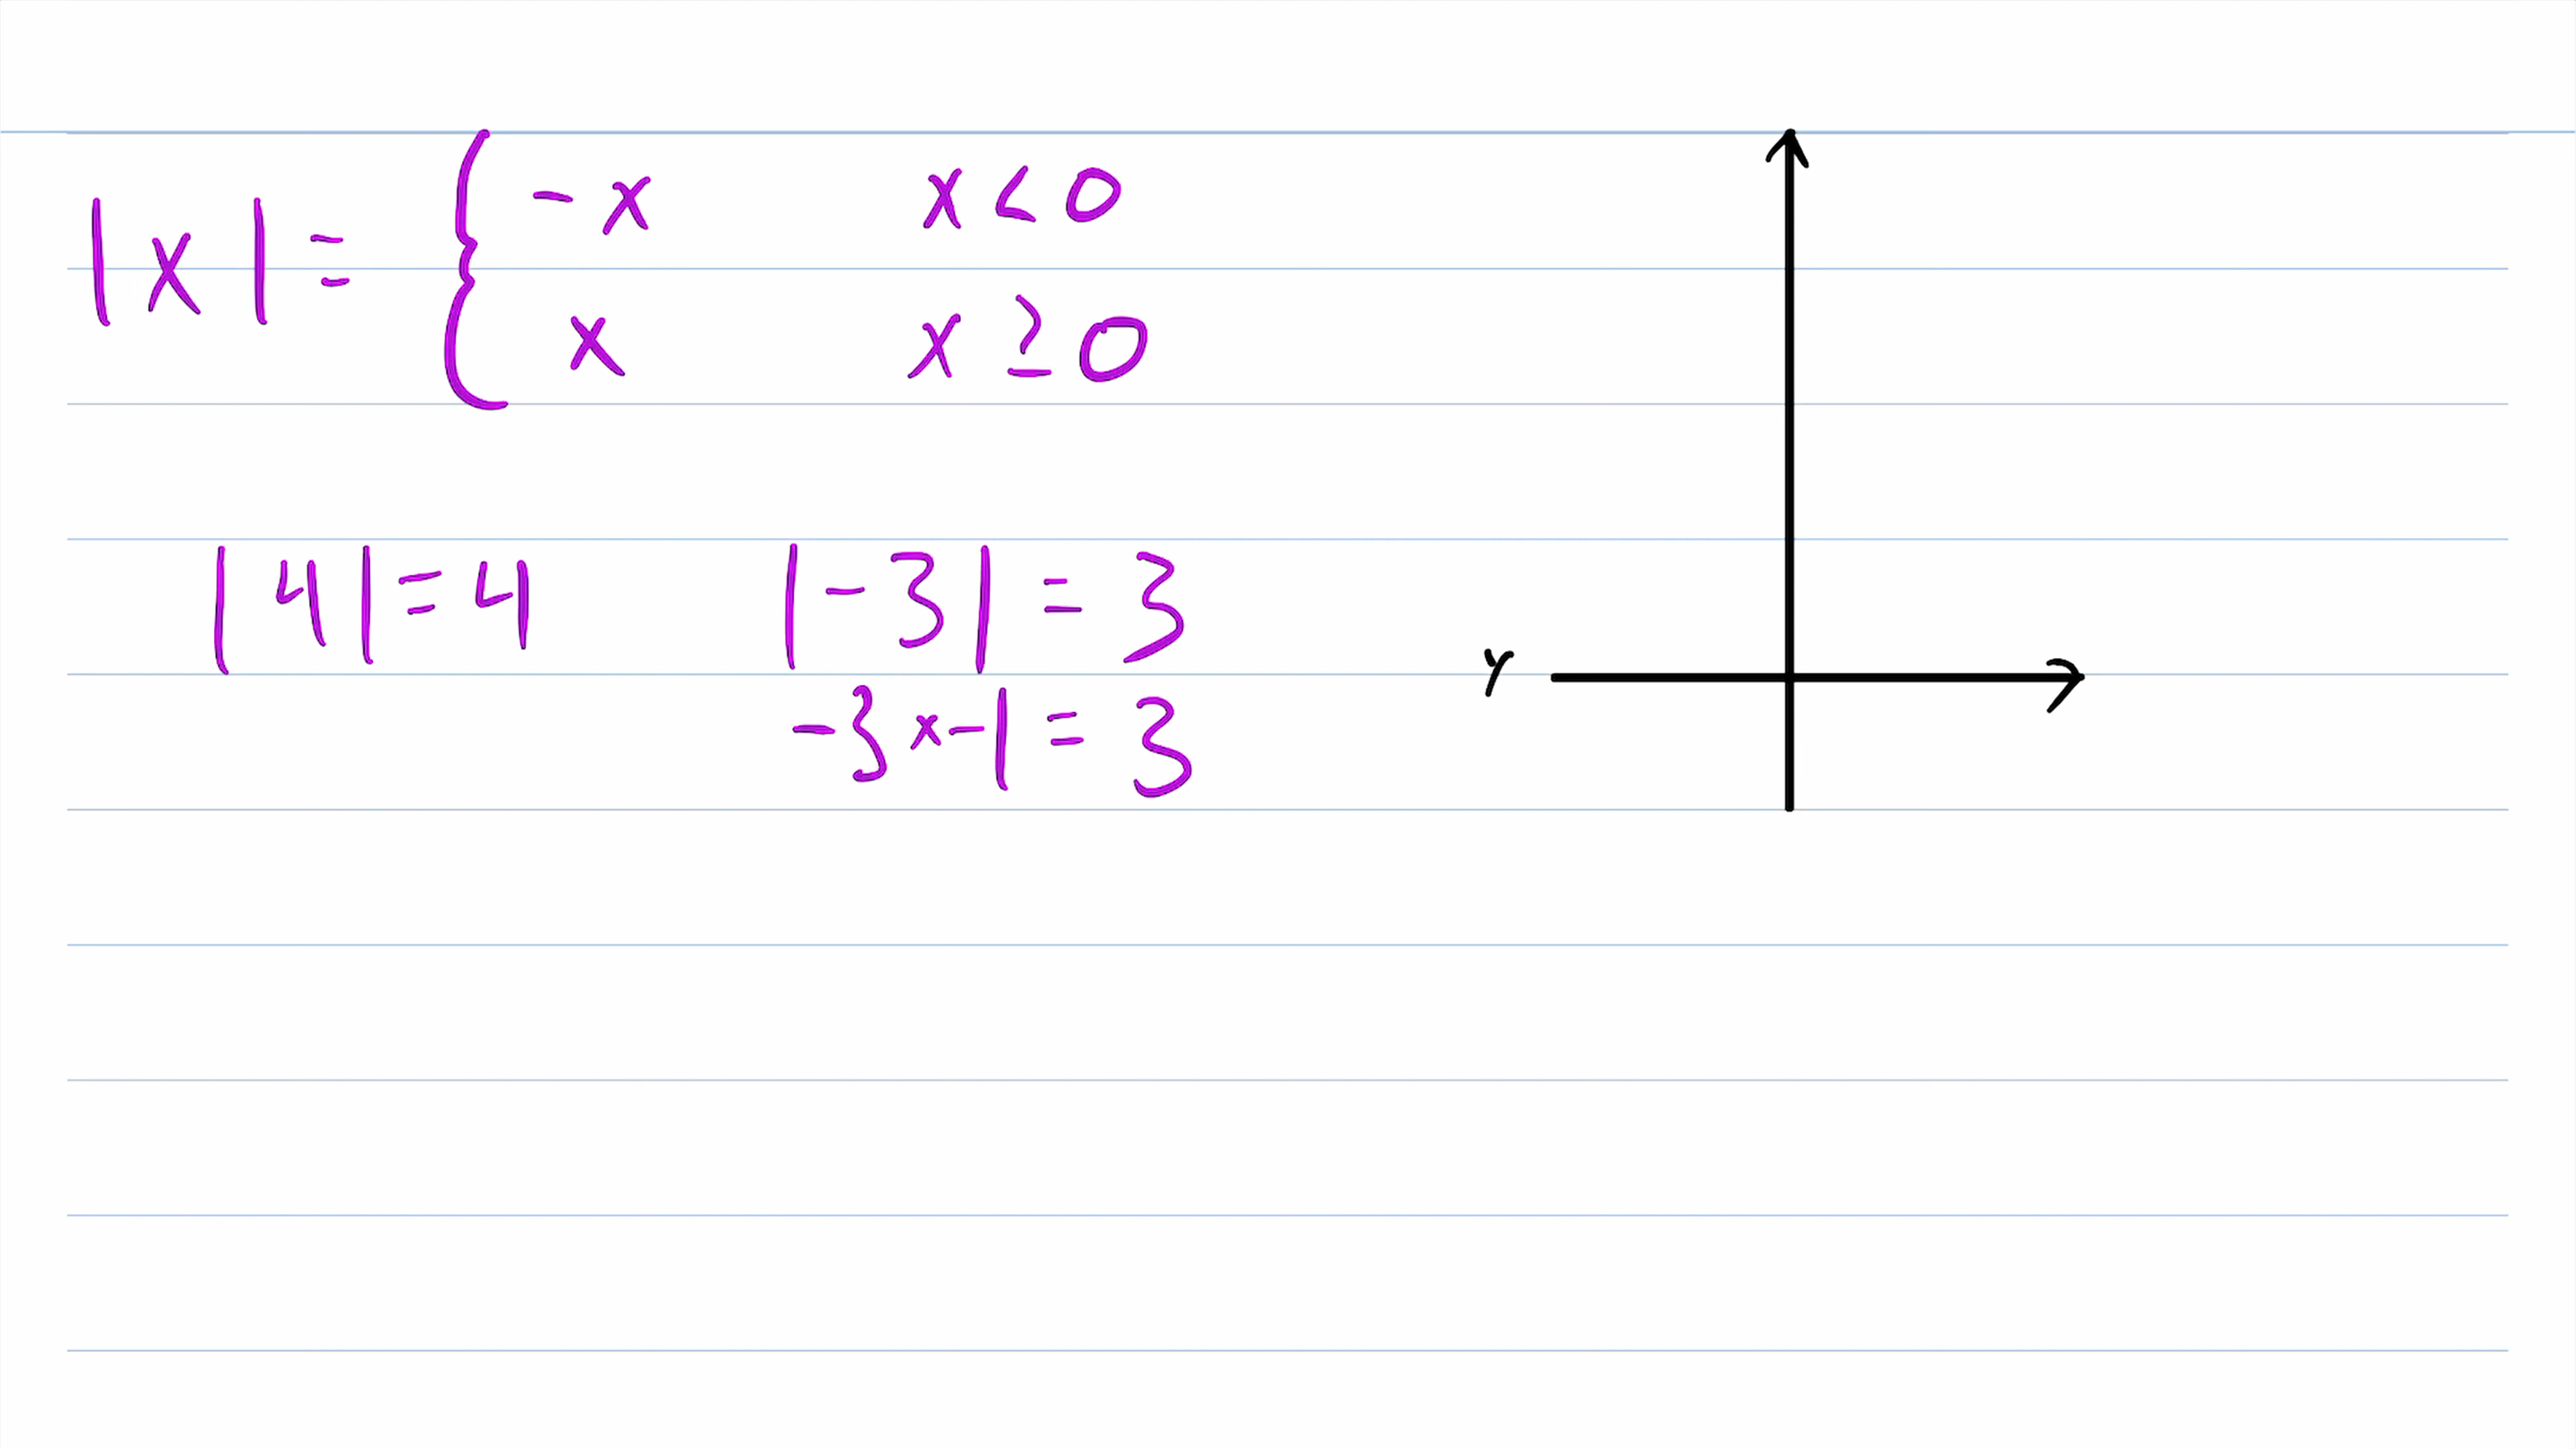 |x| = { -x x < 0
x x ≥ 0
|4| = 4 |-3| = 3
Y
-3 × -1 = 3